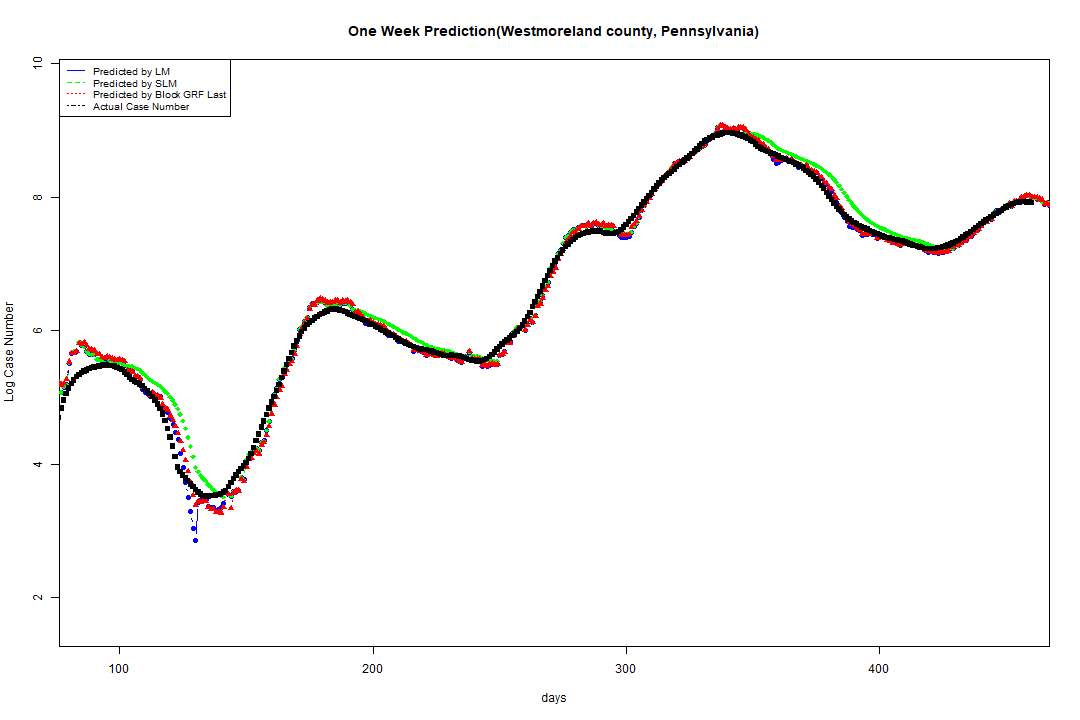 One Week Prediction(Westmoreland county, Pennsylvania)
Predicted by LM
Predicted by SLM
Predicted by Block GRF Last
Actual Case Number
Log Case Number
10
8
6
4
2
100 200 300 400
days